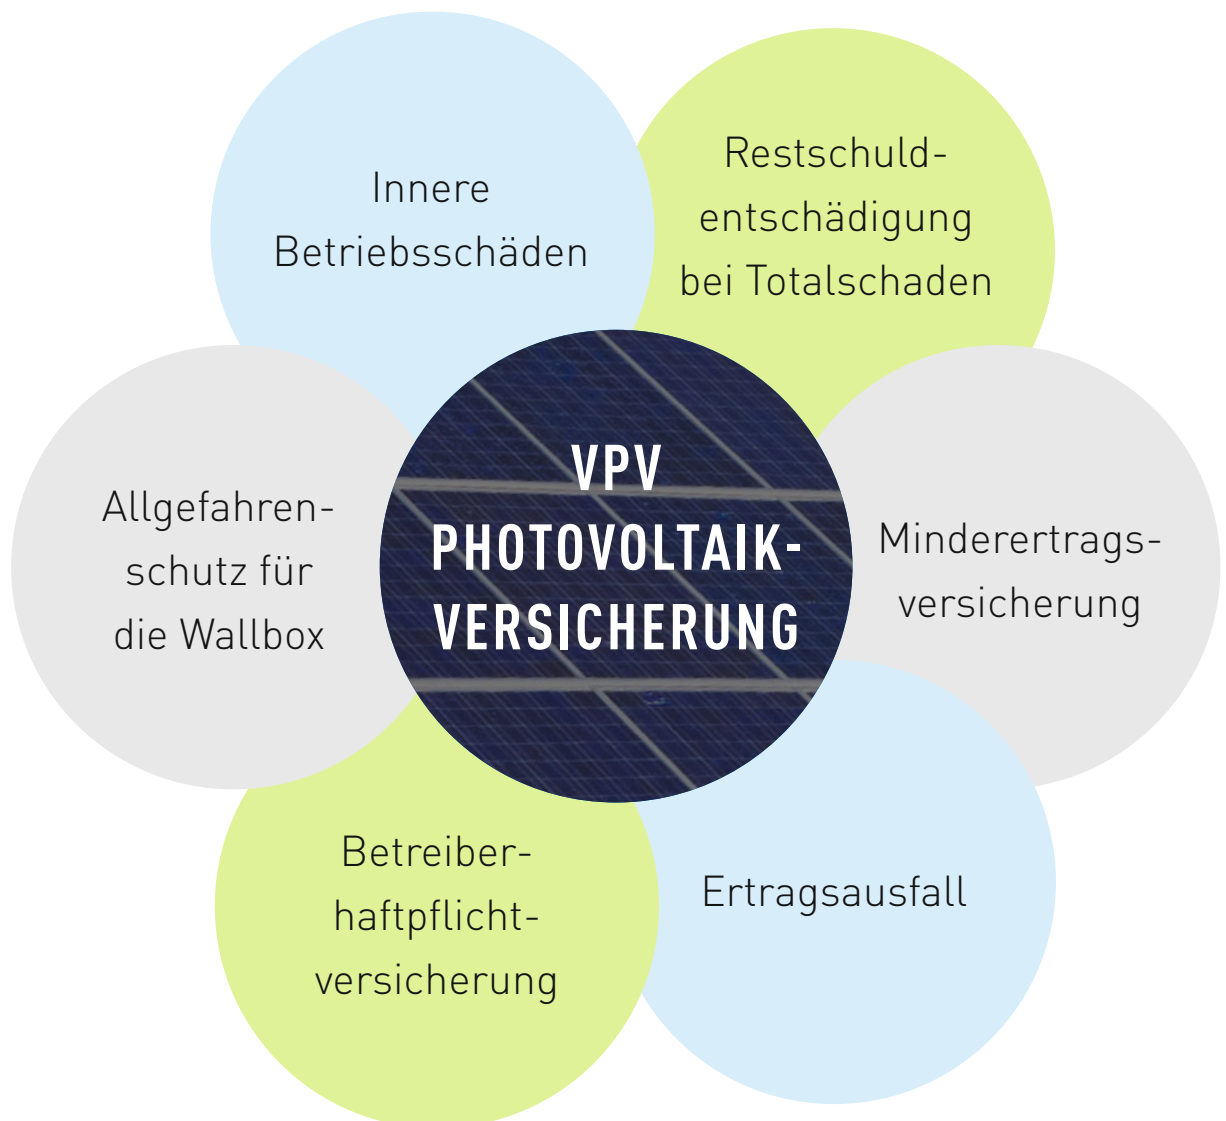 Innere
Betriebsschäden
Restschuld-
entschädigung
bei Totalschaden
Allgefahren-
schutz für
die Wallbox
VPV
PHOTOVOLTAIK-
VERSICHERUNG
Minderertrags-
versicherung
Betreiber-
haftpflicht-
versicherung
Ertragsausfall